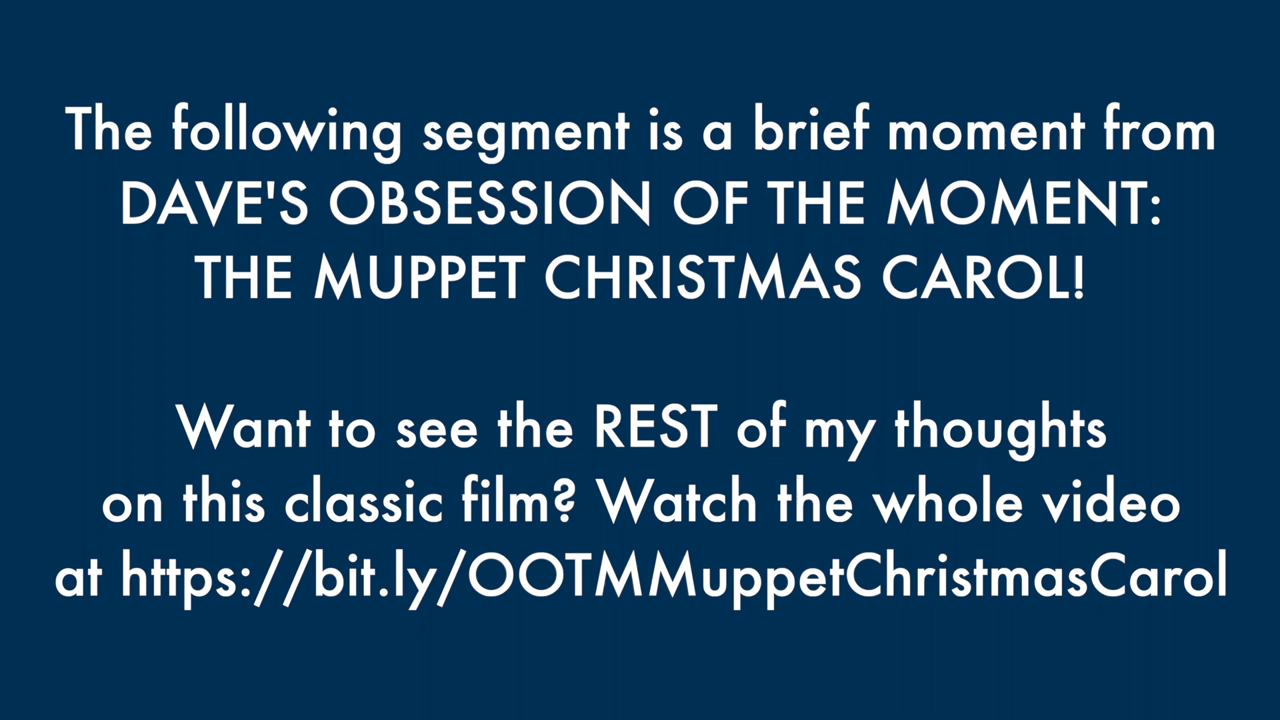 The following segment is a brief moment from
DAVE'S OBSESSION OF THE MOMENT:
THE MUPPET CHRISTMAS CAROL!
Want to see the REST of my thoughts
on this classic film? Watch the whole video
at https://bit.ly/OOTMMuppetChristmasCarol